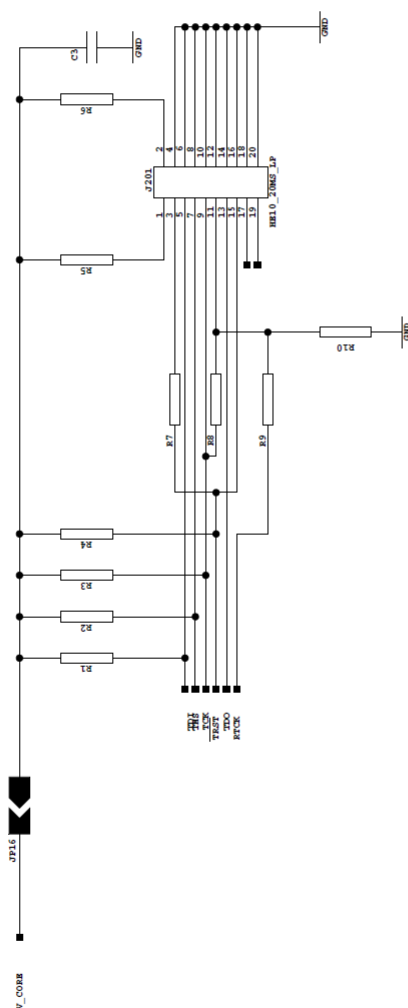 C3
GND
GND
R6
2
4
6
8
10
12
14
16
18
20
J201
HE10_20MS_LP
1
3
5
7
9
11
13
15
17
19
R5
R10
GND
R7
R8
R9
R4
R3
R2
R1
TDI
TMS
TCK
TRST
TDO
RTCK
JP16
V_CORE